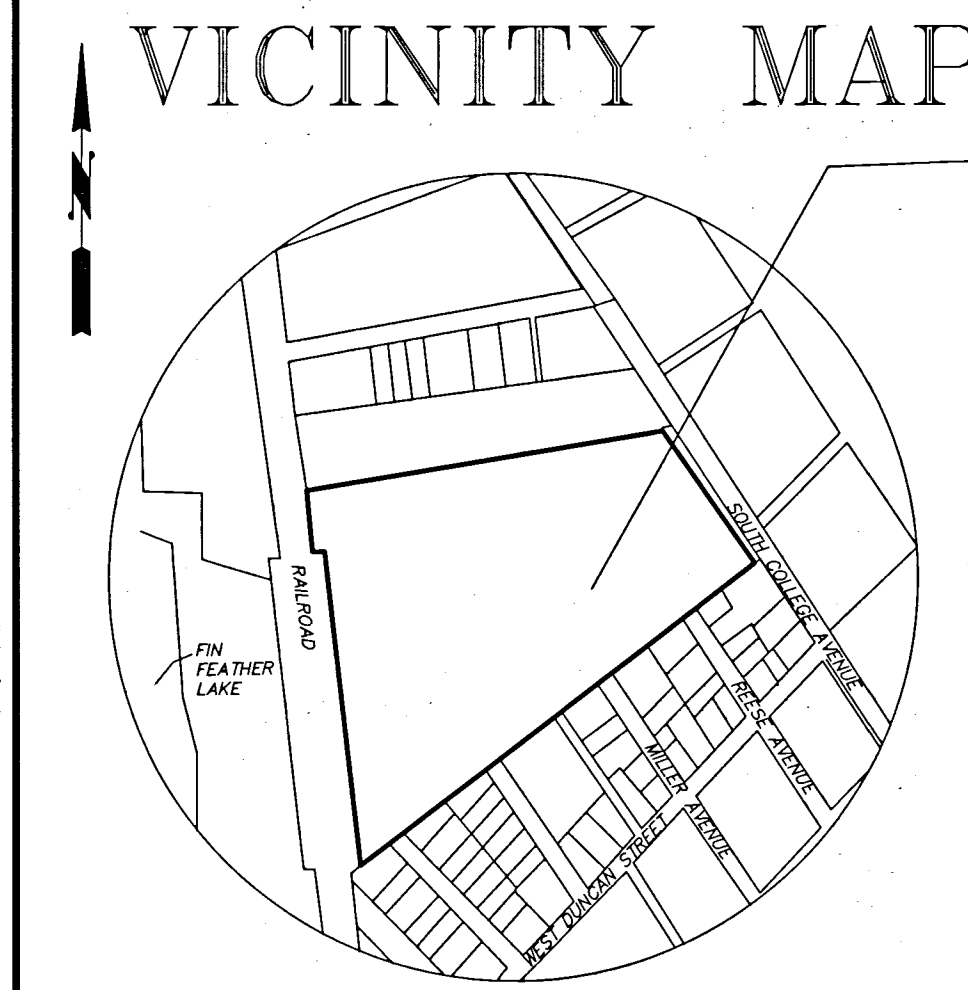 VICINITY MAP
N
SOUTH COLLEGE AVENUE
RAILROAD
FIN
FEATHER
LAKE
REESE AVENUE
MILLER AVENUE
WEST DUNCAN STREET